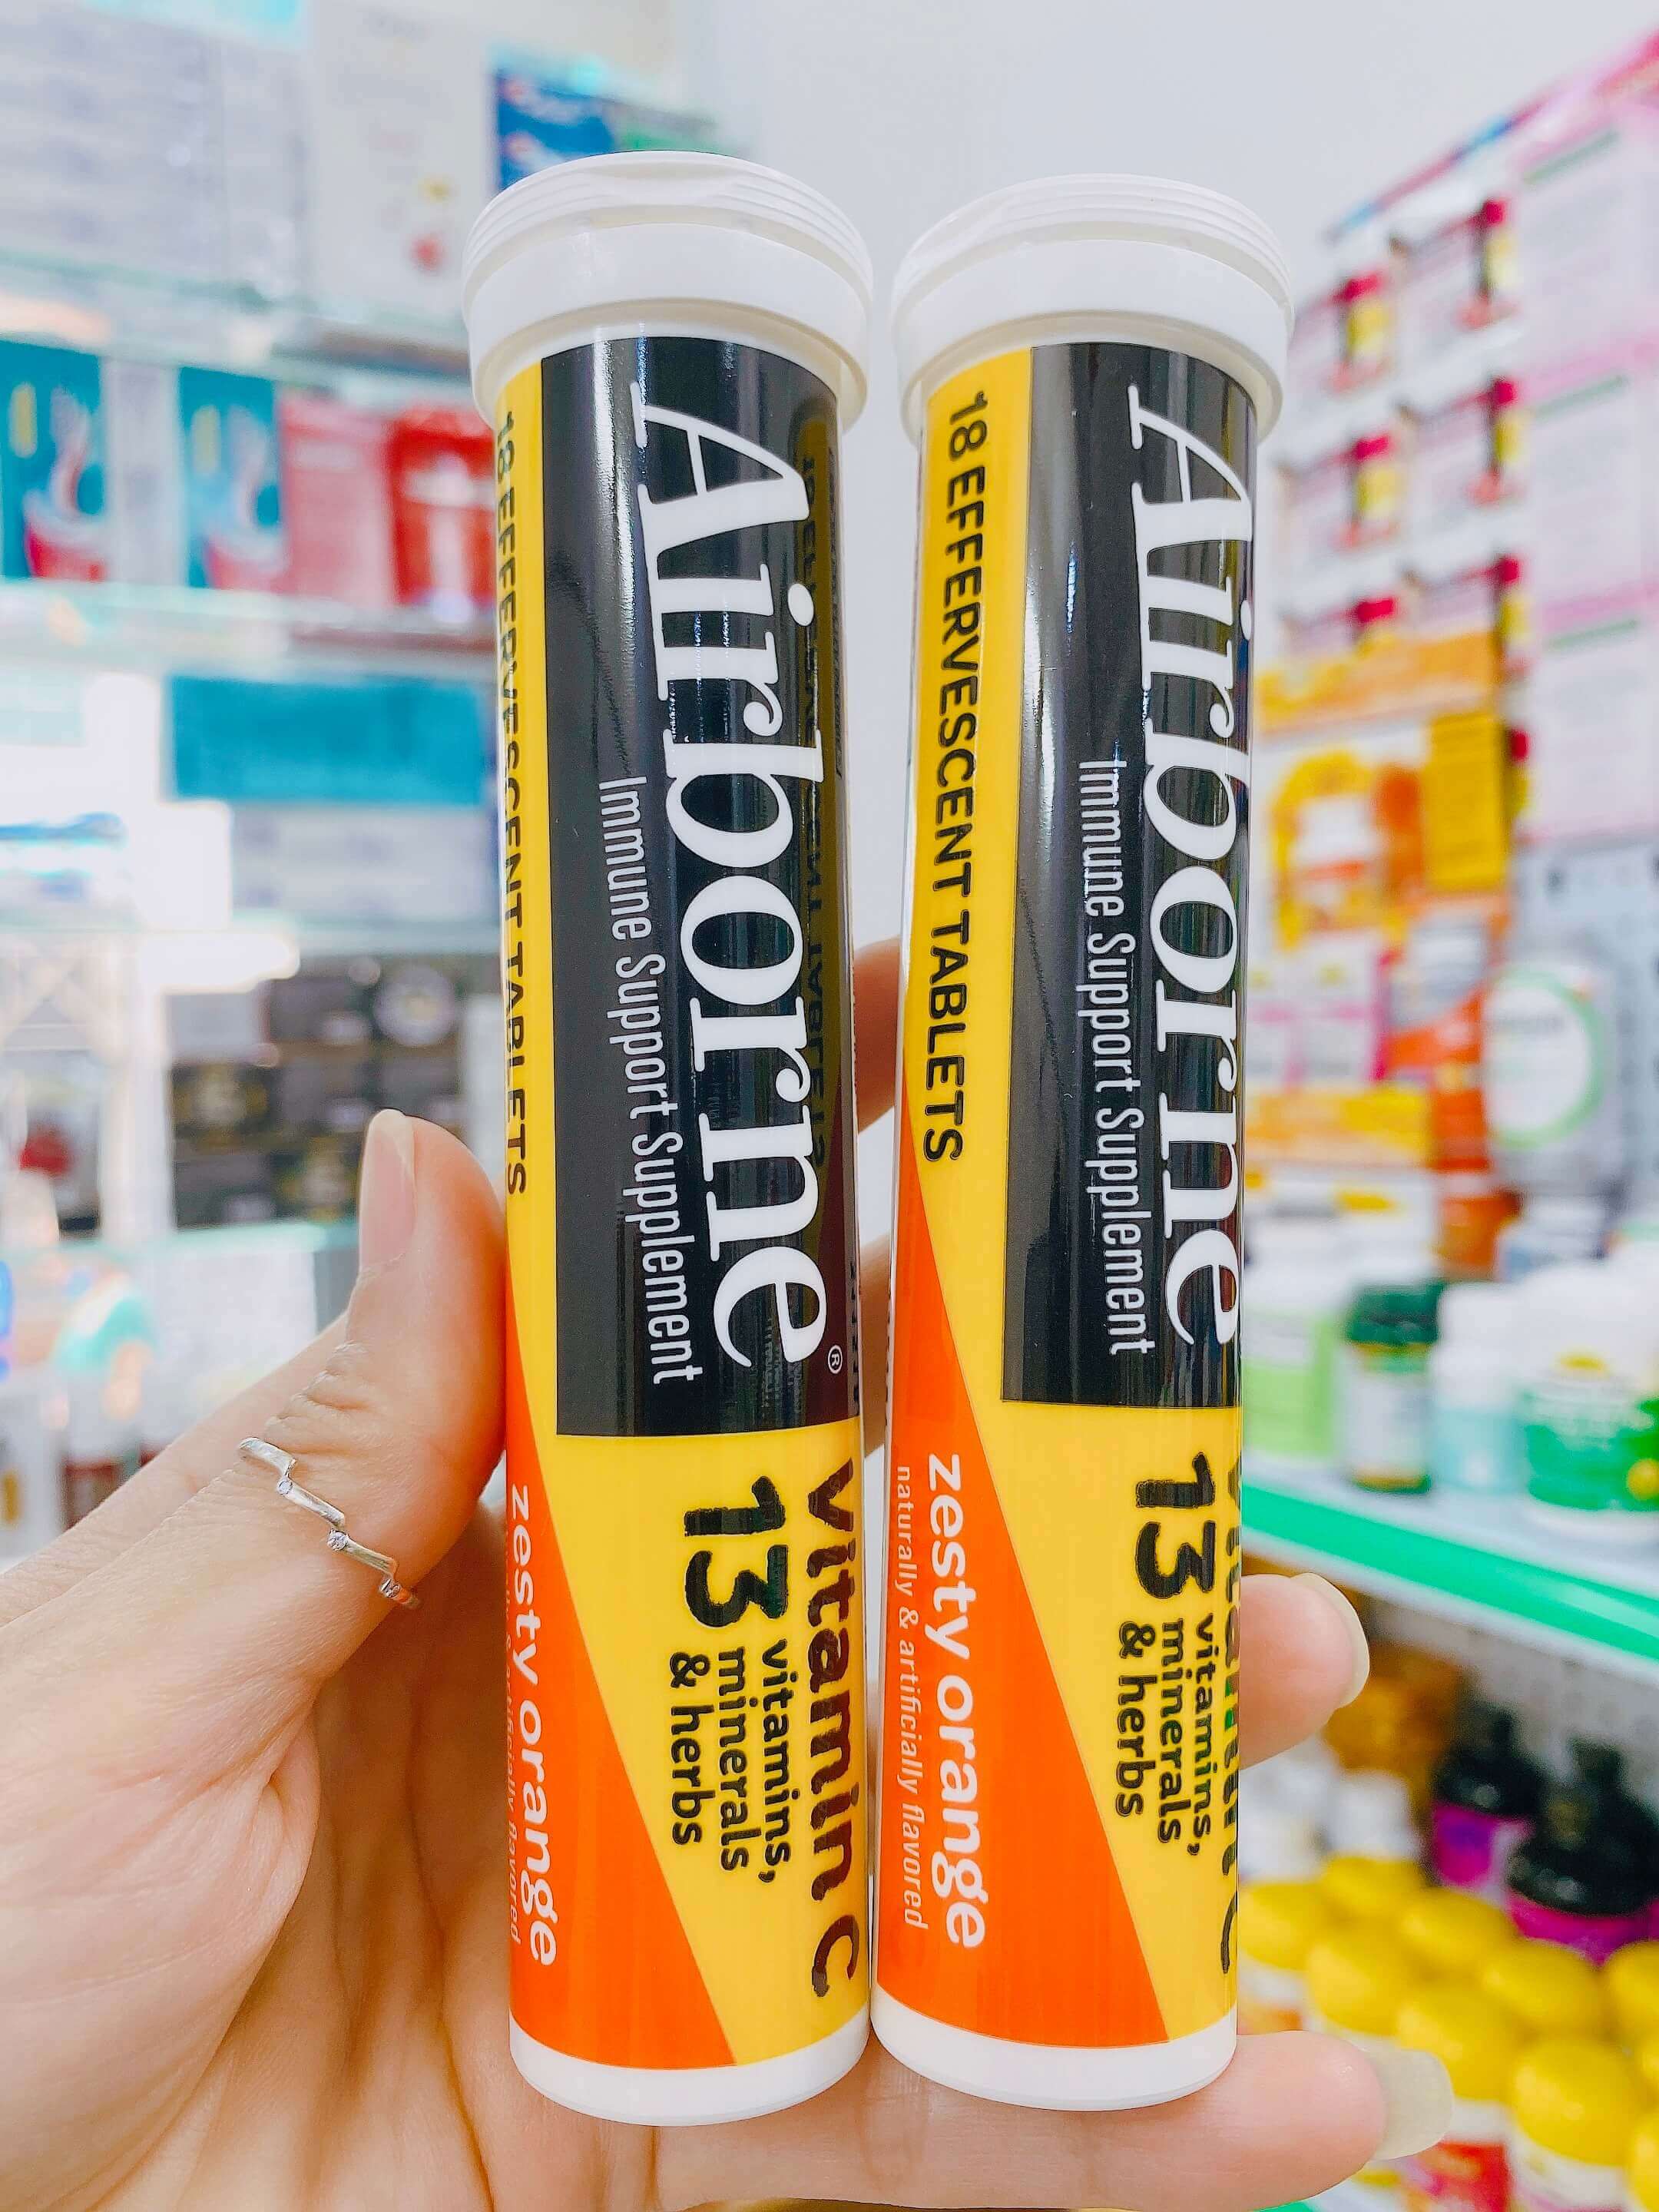 Airborne®
Immune Support Supplement
18 EFFERVESCENT TABLETS
Vitamin C
13 vitamins,
minerals
& herbs
zesty orange
Airborne
Immune Support Supplement
18 EFFERVESCENT TABLETS
Vitamin C
13 vitamins,
minerals
& herbs
zesty orange
naturally & artificially flavored